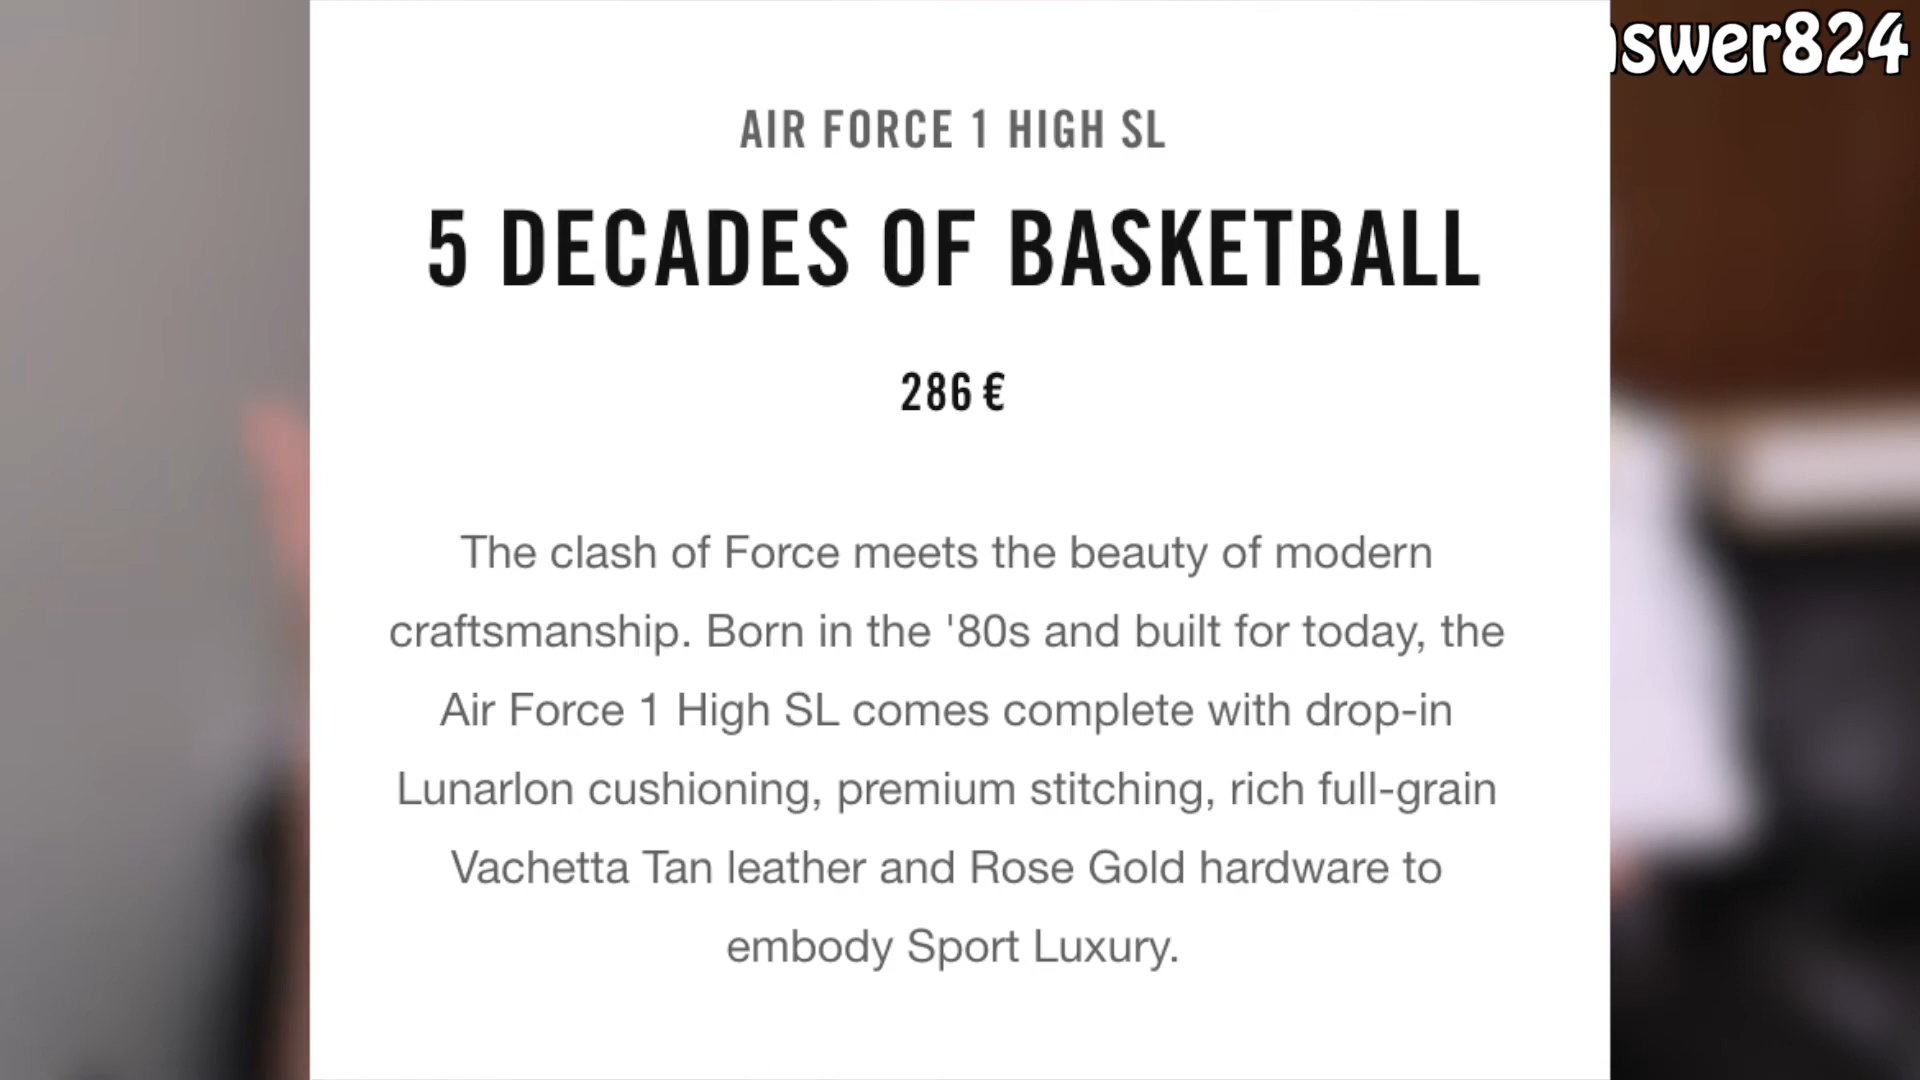 AIR FORCE 1 HIGH SL
5 DECADES OF BASKETBALL
286 €
The clash of Force meets the beauty of modern
craftsmanship. Born in the '80s and built for today, the
Air Force 1 High SL comes complete with drop-in
Lunarlon cushioning, premium stitching, rich full-grain
Vachetta Tan leather and Rose Gold hardware to
embody Sport Luxury.